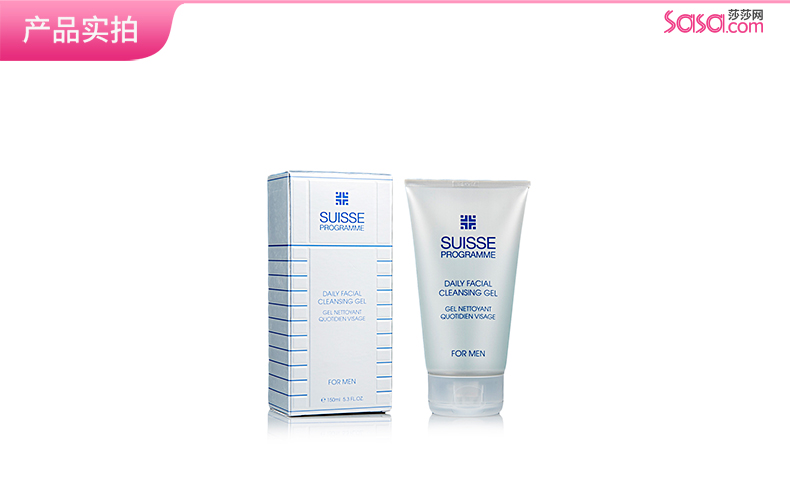 产品实拍
莎莎网
sasa.com
SUISSE
PROGRAMME
DAILY FACIAL
CLEANSING GEL
GEL NETTOYANT
QUOTIDIEN VISAGE
FOR MEN
℮ 150ml 5.3 FL.OZ.
SUISSE
PROGRAMME
DAILY FACIAL
CLEANSING GEL
GEL NETTOYANT
QUOTIDIEN VISAGE
FOR MEN